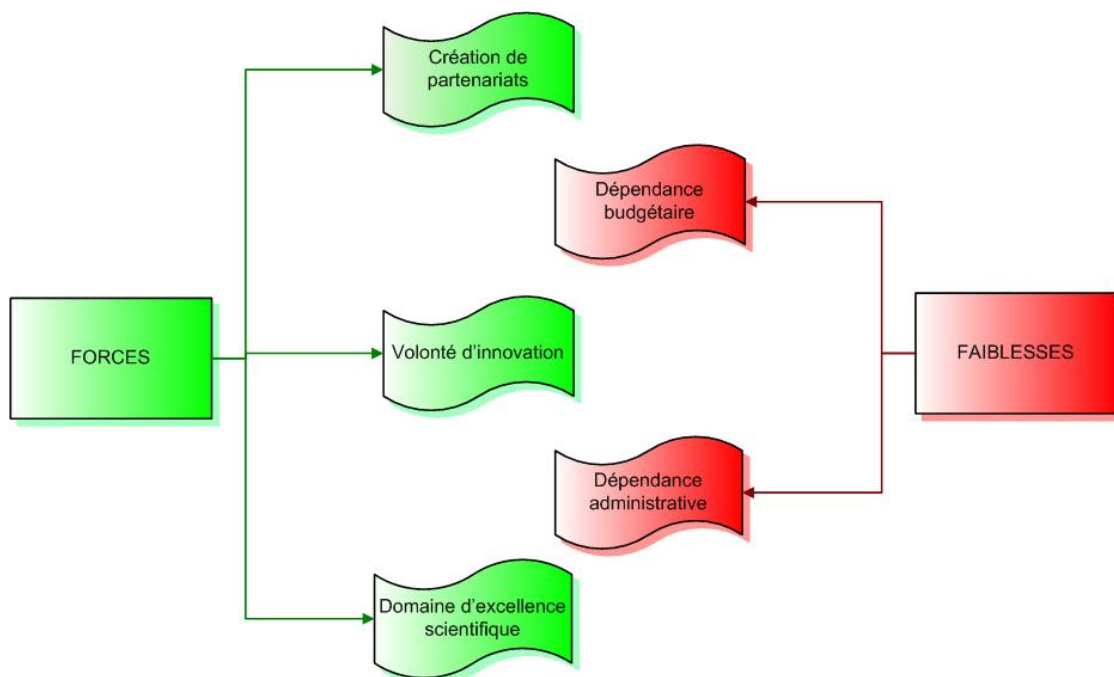 Création de
partenariats
Dépendance
budgétaire
FORCES
Volonté d’innovation
FAIBLESSES
Dépendance
administrative
Domaine d’excellence
scientifique